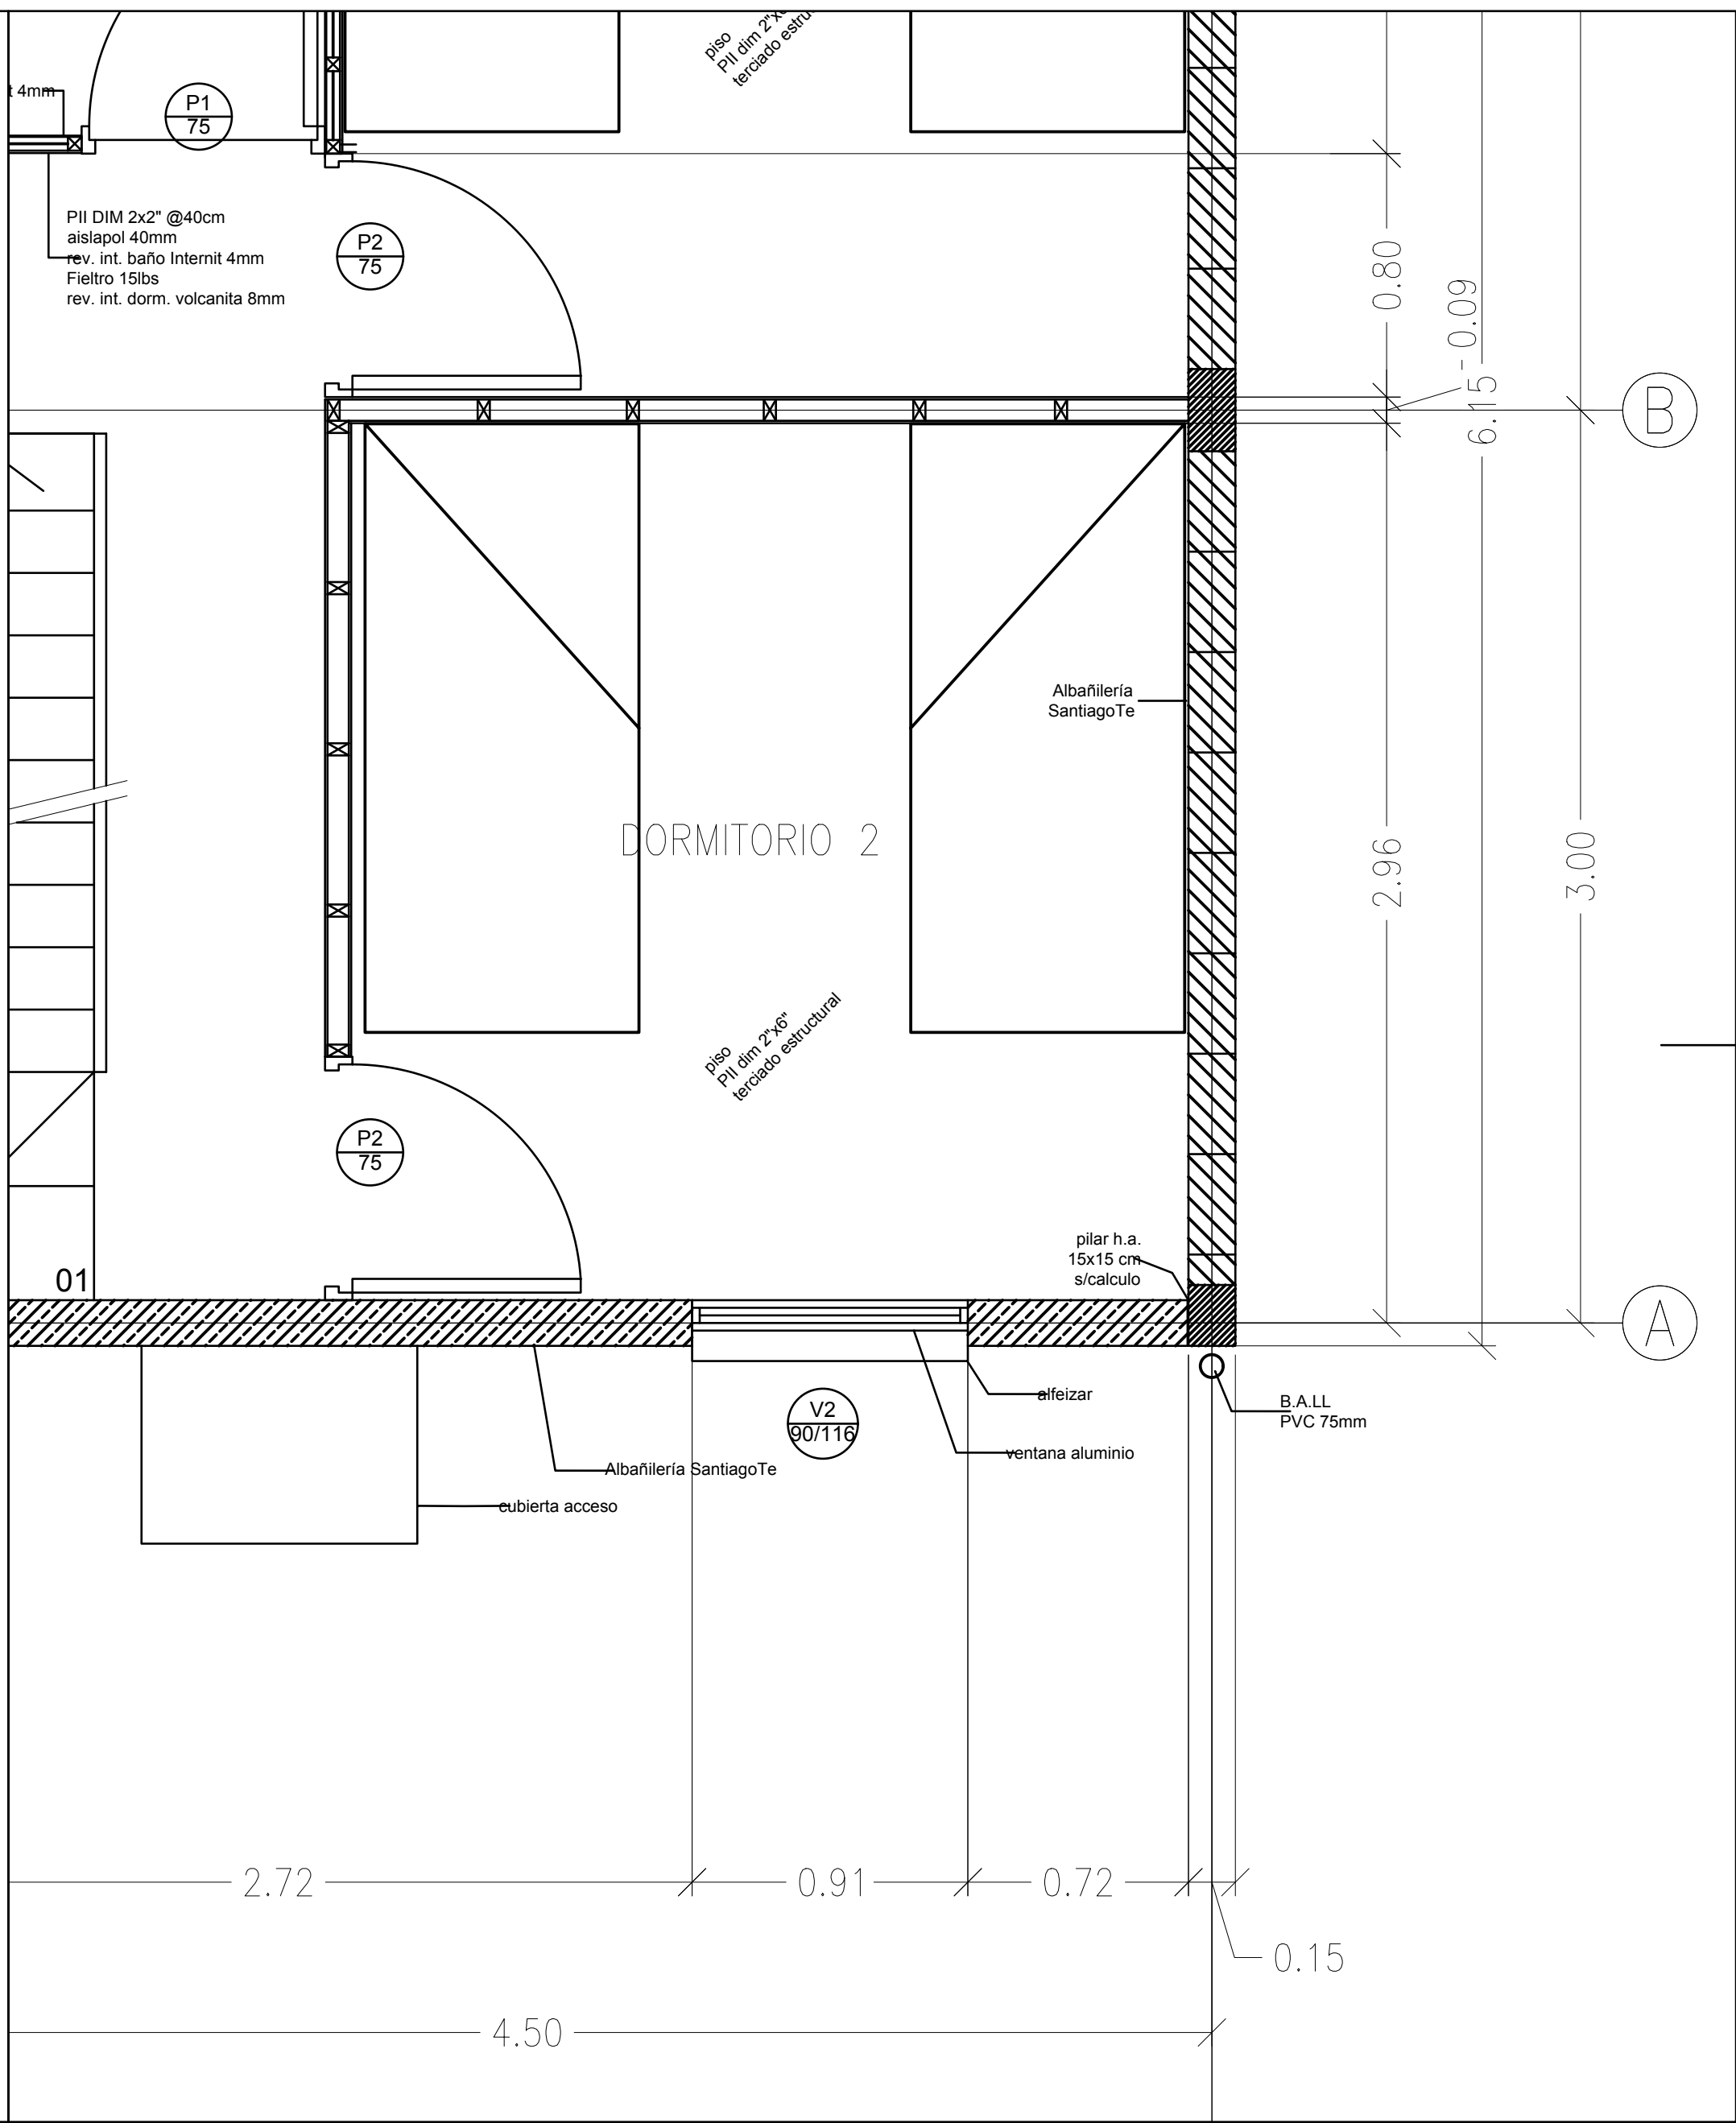 piso
PII dim 2"x
terciado estru
t 4mm
P1
75
PII DIM 2x2" @40cm
aislapol 40mm
rev. int. baño Internit 4mm
Fieltro 15lbs
rev. int. dorm. volcanita 8mm
P2
75
0.80
0.09
6.15
B
Albañilería
SantiagoTe
DORMITORIO 2
2.96
3.00
piso
PII dim 2"x6"
terciado estructural
P2
75
pilar h.a.
15x15 cm
s/calculo
01
A
alfeizar
B.A.LL
PVC 75mm
V2
90/116
ventana aluminio
Albañilería SantiagoTe
cubierta acceso
2.72
0.91
0.72
0.15
4.50